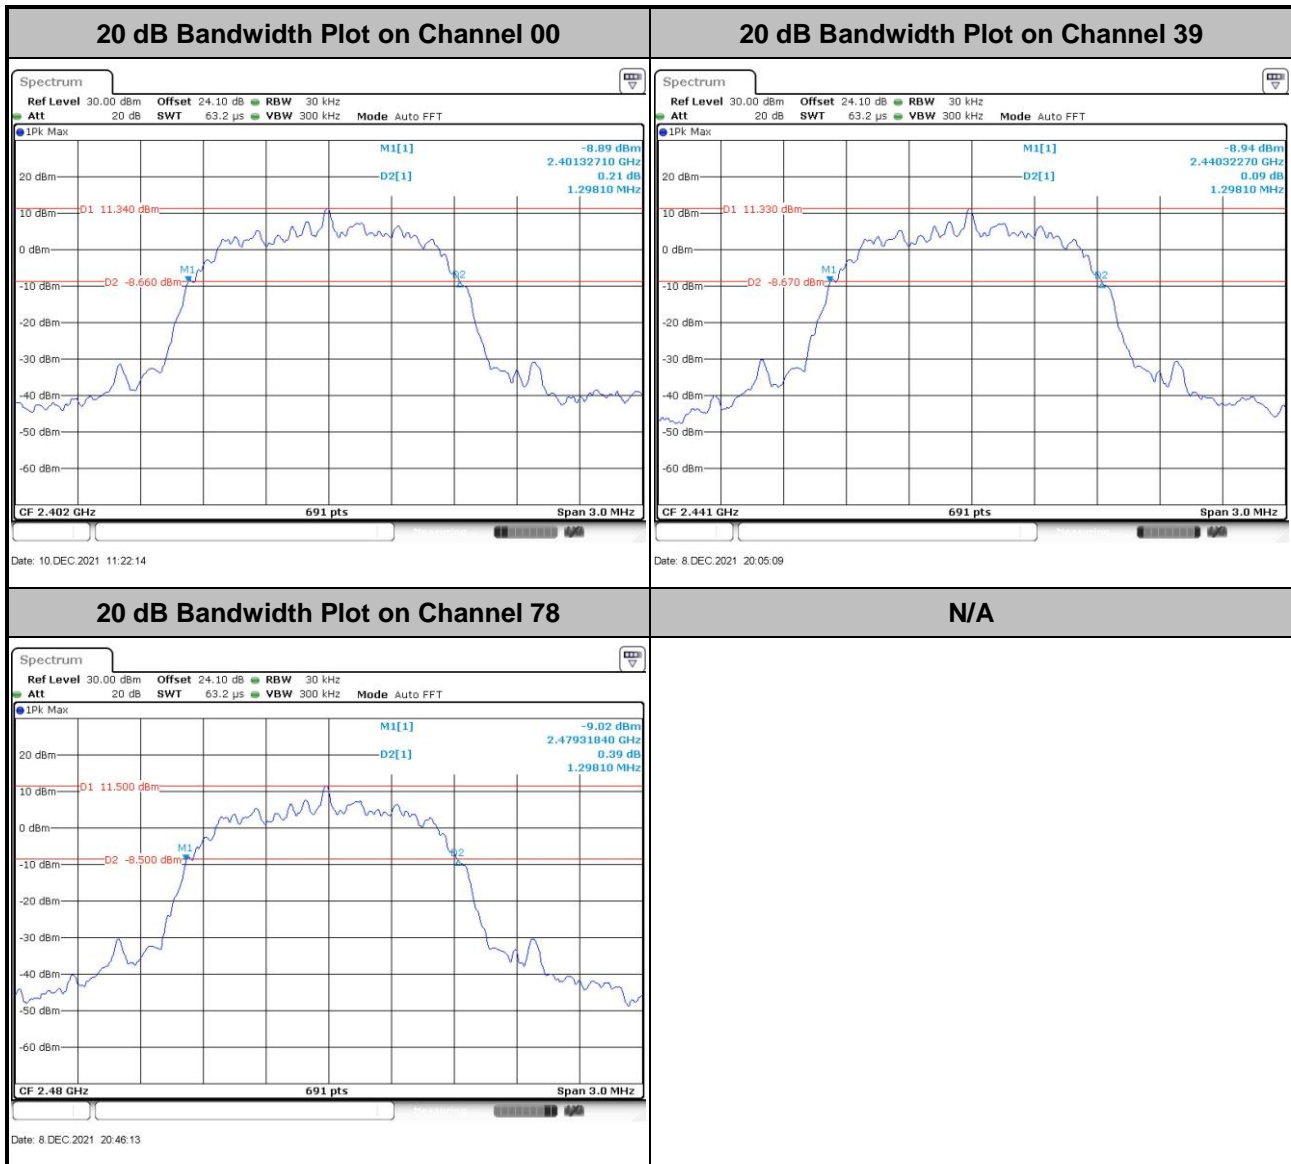 20 dB Bandwidth Plot on Channel 00
20 dB Bandwidth Plot on Channel 39
Spectrum
Ref Level 30.00 dBm Offset 24.10 dB RBW 30 kHz
Att 20 dB SWT 63.2 µs VBW 300 kHz Mode Auto FFT
1Pk Max
M1[1] -8.89 dBm
2.40132710 GHz
D2[1] 0.21 dB
1.29810 MHz
20 dBm
D1 11.340 dBm
10 dBm
0 dBm
M1
D2 -8.660 dBm
D2
-10 dBm
-20 dBm
-30 dBm
-40 dBm
-50 dBm
-60 dBm
CF 2.402 GHz 691 pts Span 3.0 MHz
Date: 10.DEC.2021 11:22:14
Spectrum
Ref Level 30.00 dBm Offset 24.10 dB RBW 30 kHz
Att 20 dB SWT 63.2 µs VBW 300 kHz Mode Auto FFT
1Pk Max
M1[1] -8.94 dBm
2.44032270 GHz
D2[1] 0.09 dB
1.29810 MHz
20 dBm
D1 11.330 dBm
10 dBm
0 dBm
M1
D2 -8.670 dBm
-10 dBm
-20 dBm
-30 dBm
-40 dBm
-50 dBm
-60 dBm
CF 2.441 GHz 691 pts Span 3.0 MHz
Date: 8.DEC.2021 20:05:09
20 dB Bandwidth Plot on Channel 78
N/A
Spectrum
Ref Level 30.00 dBm Offset 24.10 dB RBW 30 kHz
Att 20 dB SWT 63.2 µs VBW 300 kHz Mode Auto FFT
1Pk Max
M1[1] -9.02 dBm
2.47931840 GHz
D2[1] 0.39 dB
1.29810 MHz
20 dBm
D1 11.500 dBm
10 dBm
0 dBm
M1
D2 -8.500 dBm
-10 dBm
-20 dBm
-30 dBm
-40 dBm
-50 dBm
-60 dBm
CF 2.48 GHz 691 pts Span 3.0 MHz
Date: 8.DEC.2021 20:46:13